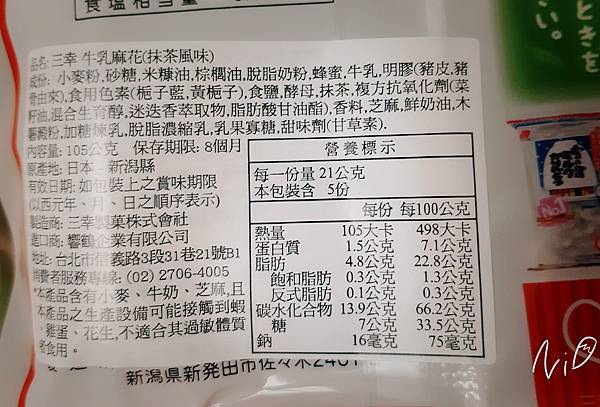 食塩相当量
ときを
い。
品名:三幸 牛乳麻花(抹茶風味)
成份: 小麥粉,砂糖,米糠油,棕櫚油,脫脂奶粉,蜂蜜,牛乳,明膠(豬皮,豬
骨由來),食用色素(梔子藍,黃梔子),食鹽,酵母,抹茶,複方抗氧化劑(菜
籽油,混合生育醇,迷迭香萃取物,脂肪酸甘油酯),香料,芝麻,鮮奶油,木
薯澱粉,加糖煉乳,脫脂濃縮乳,乳果寡糖,甜味劑(甘草素).
內容量: 105公克 保存期限: 8個月
原產地: 日本—新潟縣
有效日期: 如包裝上之賞味期限
(以西元年、月、日之順序表示)
製造商: 三幸製菓株式會社
進口商: 響鶴企業有限公司
地址: 台北市信義路3段31巷21號B1
消費者服務專線: (02) 2706-4005
*本產品含有小麥、牛奶、芝麻,且
本產品之生產設備可能接觸到蝦
、雞蛋、花生,不適合其過敏體質
者食用。
營養標示
每一份量 21公克
本包裝含 5份
每份 每100公克
熱量 105大卡 498大卡
蛋白質 1.5公克 7.1公克
脂肪 4.8公克 22.8公克
飽和脂肪 0.3公克 1.3公克
反式脂肪 0.1公克 0.3公克
碳水化合物 13.9公克 66.2公克
糖 7公克 33.5公克
鈉 16毫克 75毫克
新潟県新発田市佐々木2461
No.1